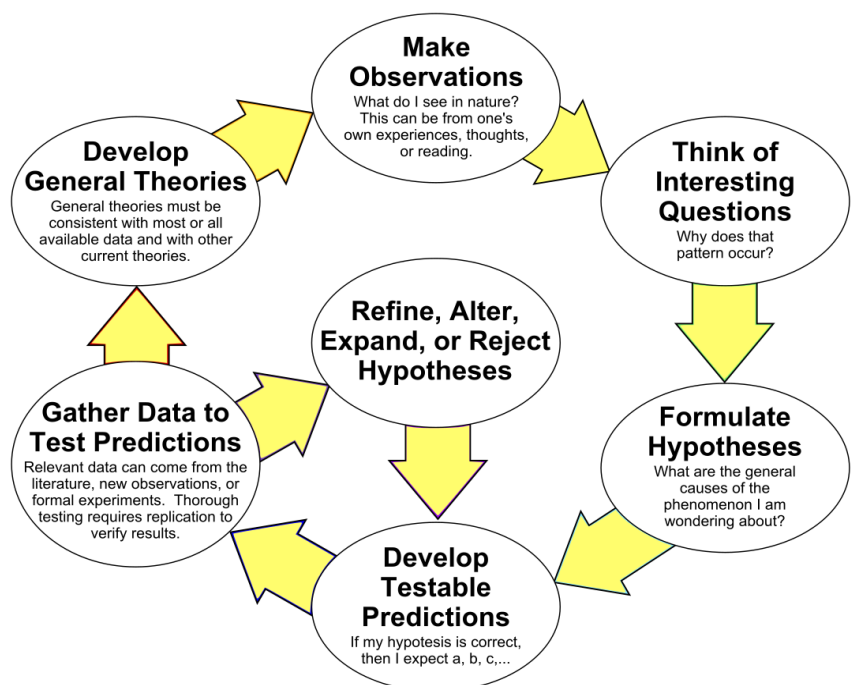 Make
Observations
What do I see in nature?
This can be from one's
own experiences, thoughts,
or reading.
Think of
Interesting
Questions
Why does that
pattern occur?
Formulate
Hypotheses
What are the general
causes of the
phenomenon I am
wondering about?
Develop
Testable
Predictions
If my hypotesis is correct,
then I expect a, b, c,...
Gather Data to
Test Predictions
Relevant data can come from the
literature, new observations, or
formal experiments. Thorough
testing requires replication to
verify results.
Refine, Alter,
Expand, or Reject
Hypotheses
Develop
General Theories
General theories must be
consistent with most or all
available data and with other
current theories.